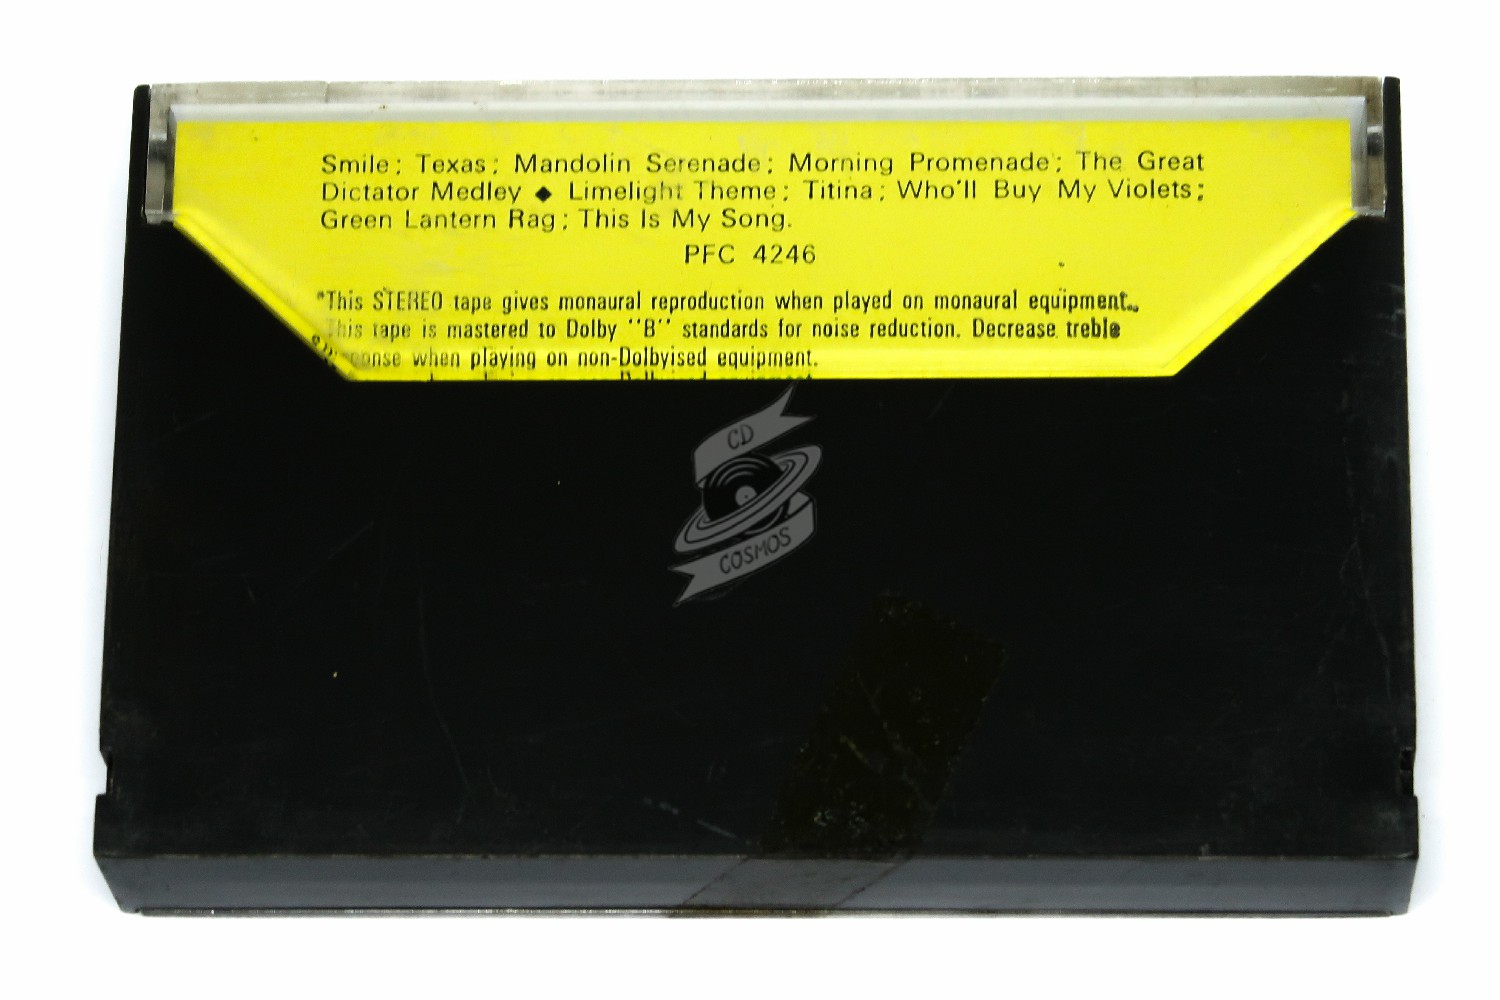 Smile; Texas; Mandolin Serenade; Morning Promenade; The Great
Dictator Medley ◆ Limelight Theme; Titina; Who'll Buy My Violets;
Green Lantern Rag; This Is My Song.
PFC 4246
*This STEREO tape gives monaural reproduction when played on monaural equipment.
This tape is mastered to Dolby ''B'' standards for noise reduction. Decrease treble
when playing on non-Dolbyised equipment.
CD
COSMOS